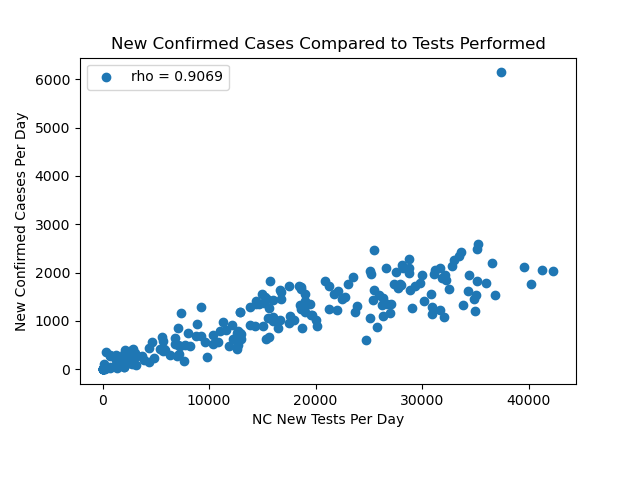 New Confirmed Cases Compared to Tests Performed
rho = 0.9069
6000
5000
4000
3000
2000
1000
0
New Confirmed Caeses Per Day
0 10000 20000 30000 40000
NC New Tests Per Day